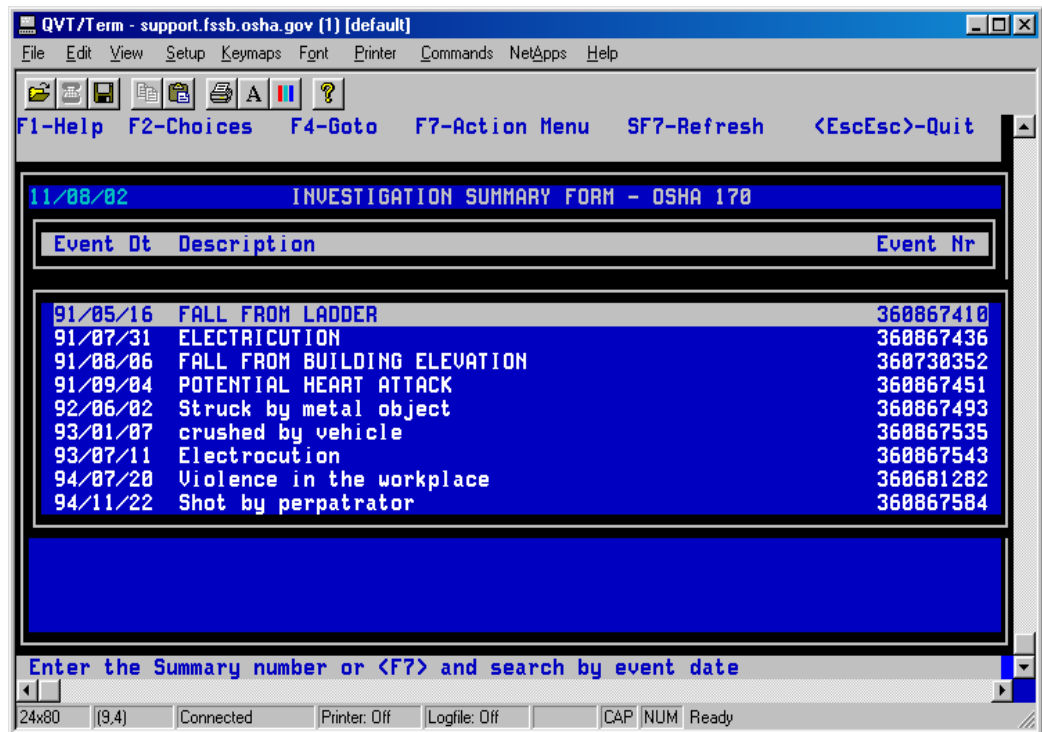 QVT/Term - support.fssb.osha.gov (1) [default]
File Edit View Setup Keymaps Font Printer Commands NetApps Help
A
F1-Help F2-Choices F4-Goto F7-Action Menu SF7-Refresh <EscEsc>-Quit
11/08/02 INVESTIGATION SUMMARY FORM - OSHA 170
Event Dt Description Event Nr
91/05/16 FALL FROM LADDER 360867410
91/07/31 ELECTRICUTION 360867436
91/08/06 FALL FROM BUILDING ELEVATION 360730352
91/09/04 POTENTIAL HEART ATTACK 360867451
92/06/02 Struck by metal object 360867493
93/01/07 crushed by vehicle 360867535
93/07/11 Electrocution 360867543
94/07/20 Violence in the workplace 360681282
94/11/22 Shot by perpatrator 360867584
Enter the Summary number or <F7> and search by event date
24x80 (9,4) Connected Printer: Off Logfile: Off CAP NUM Ready